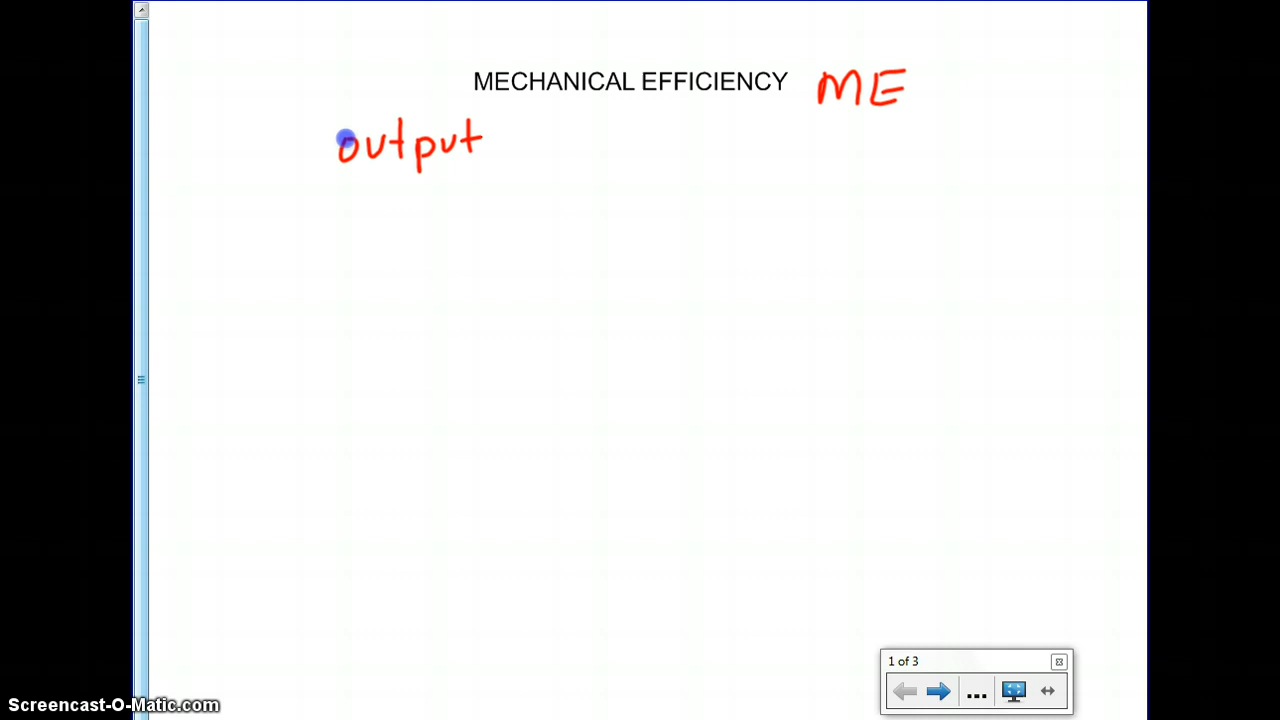 MECHANICAL EFFICIENCY ME
output
1 of 3
...
Screencast-O-Matic.com